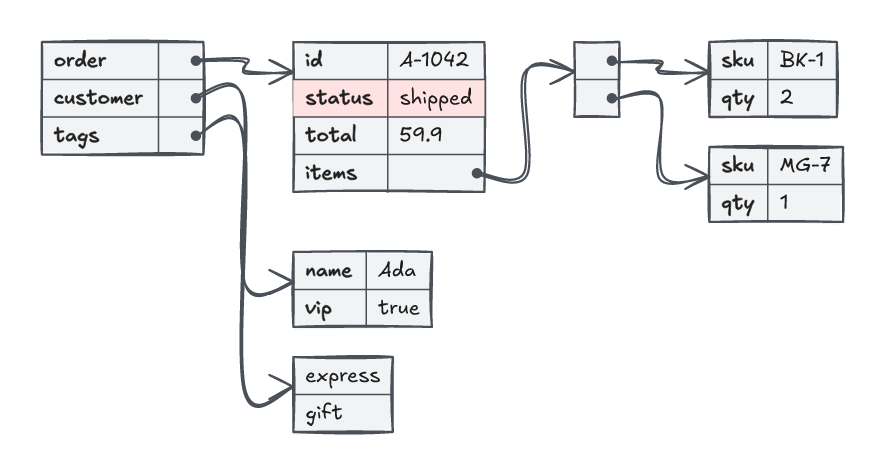 order
customer
tags
id A-1042
status shipped
total 59.9
items
sku BK-1
qty 2
sku MG-7
qty 1
name Ada
vip true
express
gift